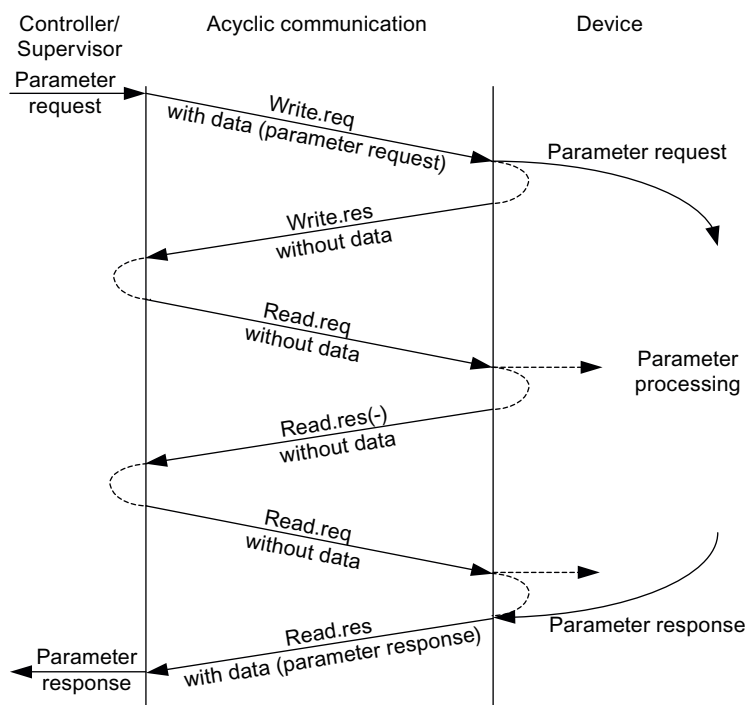 Controller/
Supervisor
Acyclic communication
Device
Parameter
request
Write.req
with data (parameter request)
Parameter request
Write.res
without data
Read.req
without data
Parameter
processing
Read.res(-)
without data
Read.req
without data
Parameter response
Read.res
with data (parameter response)
Parameter
response